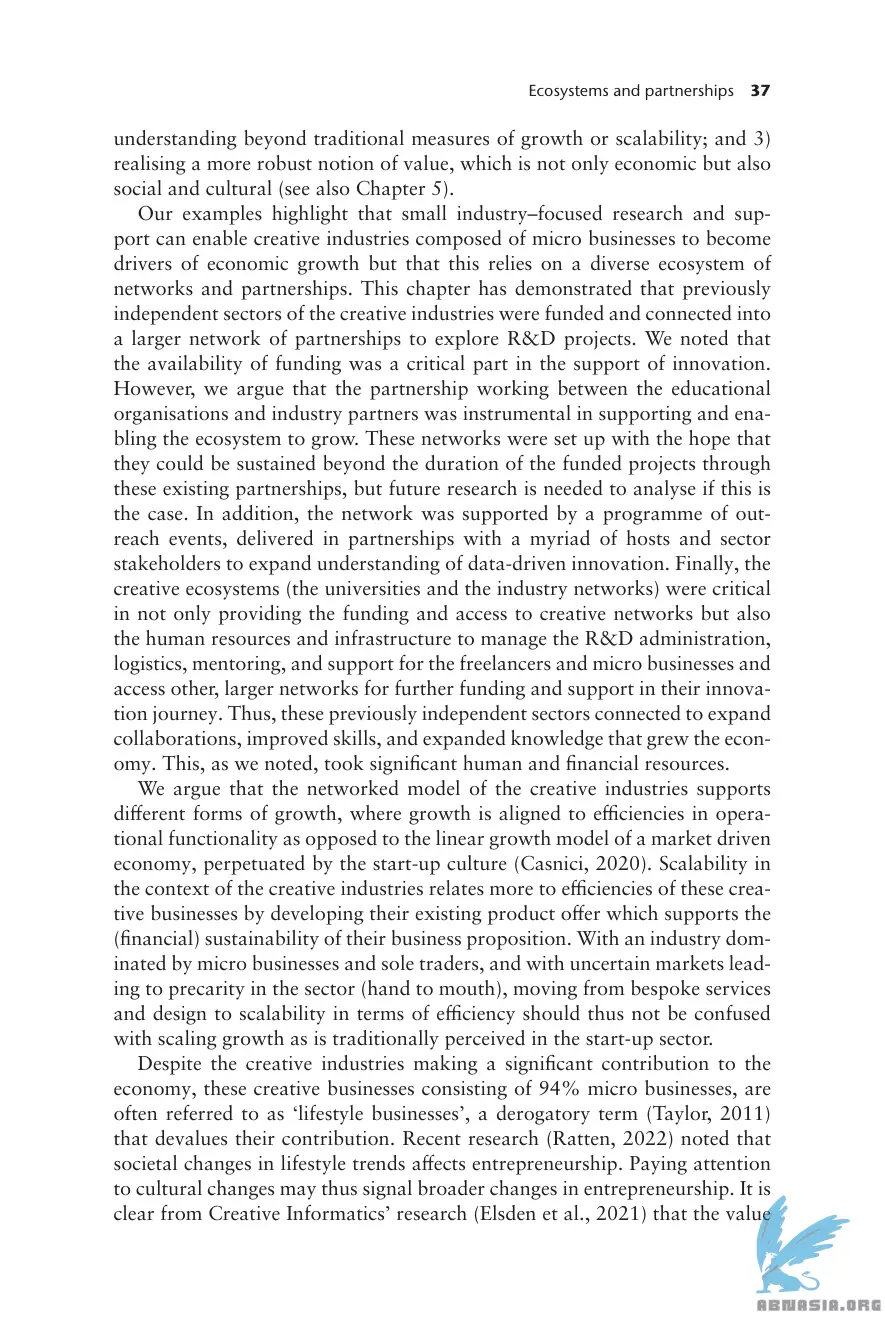 Ecosystems and partnerships 37
understanding beyond traditional measures of growth or scalability; and 3)
realising a more robust notion of value, which is not only economic but also
social and cultural (see also Chapter 5).
Our examples highlight that small industry–focused research and sup-
port can enable creative industries composed of micro businesses to become
drivers of economic growth but that this relies on a diverse ecosystem of
networks and partnerships. This chapter has demonstrated that previously
independent sectors of the creative industries were funded and connected into
a larger network of partnerships to explore R&D projects. We noted that
the availability of funding was a critical part in the support of innovation.
However, we argue that the partnership working between the educational
organisations and industry partners was instrumental in supporting and ena-
bling the ecosystem to grow. These networks were set up with the hope that
they could be sustained beyond the duration of the funded projects through
these existing partnerships, but future research is needed to analyse if this is
the case. In addition, the network was supported by a programme of out-
reach events, delivered in partnerships with a myriad of hosts and sector
stakeholders to expand understanding of data-driven innovation. Finally, the
creative ecosystems (the universities and the industry networks) were critical
in not only providing the funding and access to creative networks but also
the human resources and infrastructure to manage the R&D administration,
logistics, mentoring, and support for the freelancers and micro businesses and
access other, larger networks for further funding and support in their innova-
tion journey. Thus, these previously independent sectors connected to expand
collaborations, improved skills, and expanded knowledge that grew the econ-
omy. This, as we noted, took significant human and financial resources.
We argue that the networked model of the creative industries supports
different forms of growth, where growth is aligned to efficiencies in opera-
tional functionality as opposed to the linear growth model of a market driven
economy, perpetuated by the start-up culture (Casnici, 2020). Scalability in
the context of the creative industries relates more to efficiencies of these crea-
tive businesses by developing their existing product offer which supports the
(financial) sustainability of their business proposition. With an industry dom-
inated by micro businesses and sole traders, and with uncertain markets lead-
ing to precarity in the sector (hand to mouth), moving from bespoke services
and design to scalability in terms of efficiency should thus not be confused
with scaling growth as is traditionally perceived in the start-up sector.
Despite the creative industries making a significant contribution to the
economy, these creative businesses consisting of 94% micro businesses, are
often referred to as ‘lifestyle businesses’, a derogatory term (Taylor, 2011)
that devalues their contribution. Recent research (Ratten, 2022) noted that
societal changes in lifestyle trends affects entrepreneurship. Paying attention
to cultural changes may thus signal broader changes in entrepreneurship. It is
clear from Creative Informatics’ research (Elsden et al., 2021) that the value
ABNASIA.ORG